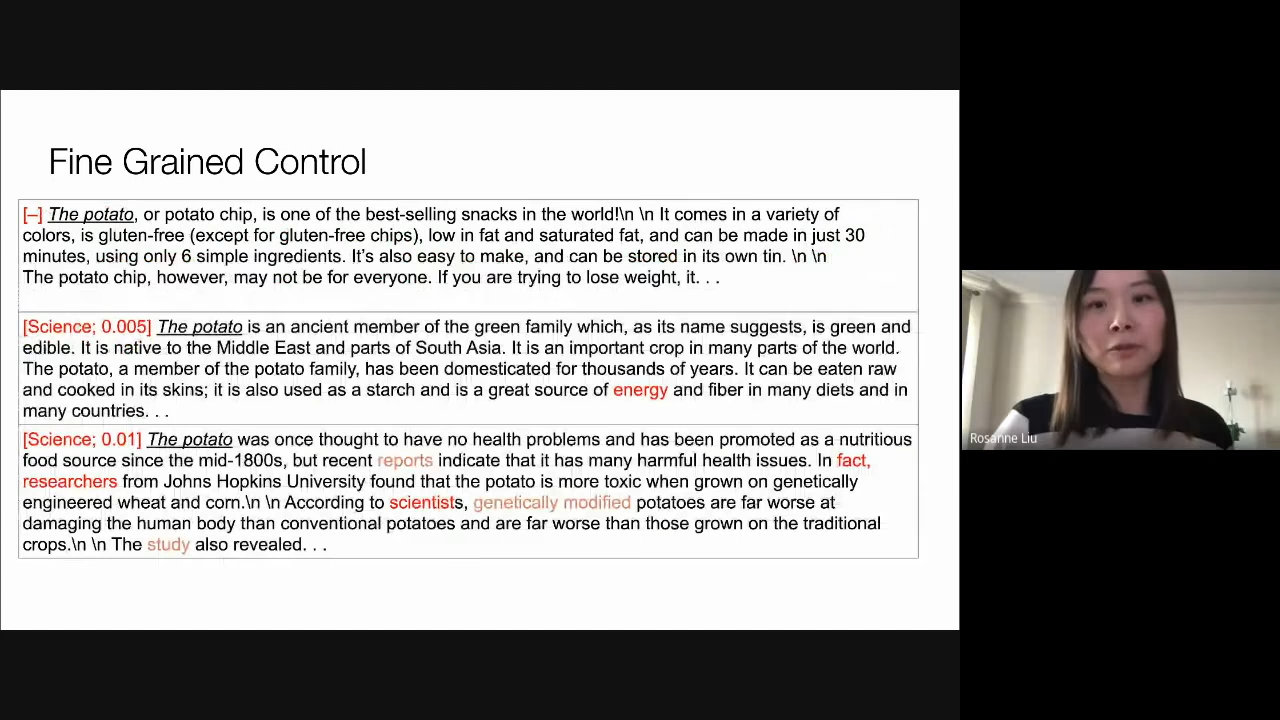 Fine Grained Control
[–] The potato, or potato chip, is one of the best-selling snacks in the world!\n \n It comes in a variety of
colors, is gluten-free (except for gluten-free chips), low in fat and saturated fat, and can be made in just 30
minutes, using only 6 simple ingredients. It's also easy to make, and can be stored in its own tin. \n \n
The potato chip, however, may not be for everyone. If you are trying to lose weight, it. . .
[Science; 0.005] The potato is an ancient member of the green family which, as its name suggests, is green and
edible. It is native to the Middle East and parts of South Asia. It is an important crop in many parts of the world.
The potato, a member of the potato family, has been domesticated for thousands of years. It can be eaten raw
and cooked in its skins; it is also used as a starch and is a great source of energy and fiber in many diets and in
many countries. . .
[Science; 0.01] The potato was once thought to have no health problems and has been promoted as a nutritious
food source since the mid-1800s, but recent reports indicate that it has many harmful health issues. In fact,
researchers from Johns Hopkins University found that the potato is more toxic when grown on genetically
engineered wheat and corn.\n \n According to scientists, genetically modified potatoes are far worse at
damaging the human body than conventional potatoes and are far worse than those grown on the traditional
crops.\n \n The study also revealed. . .
Rosanne Liu